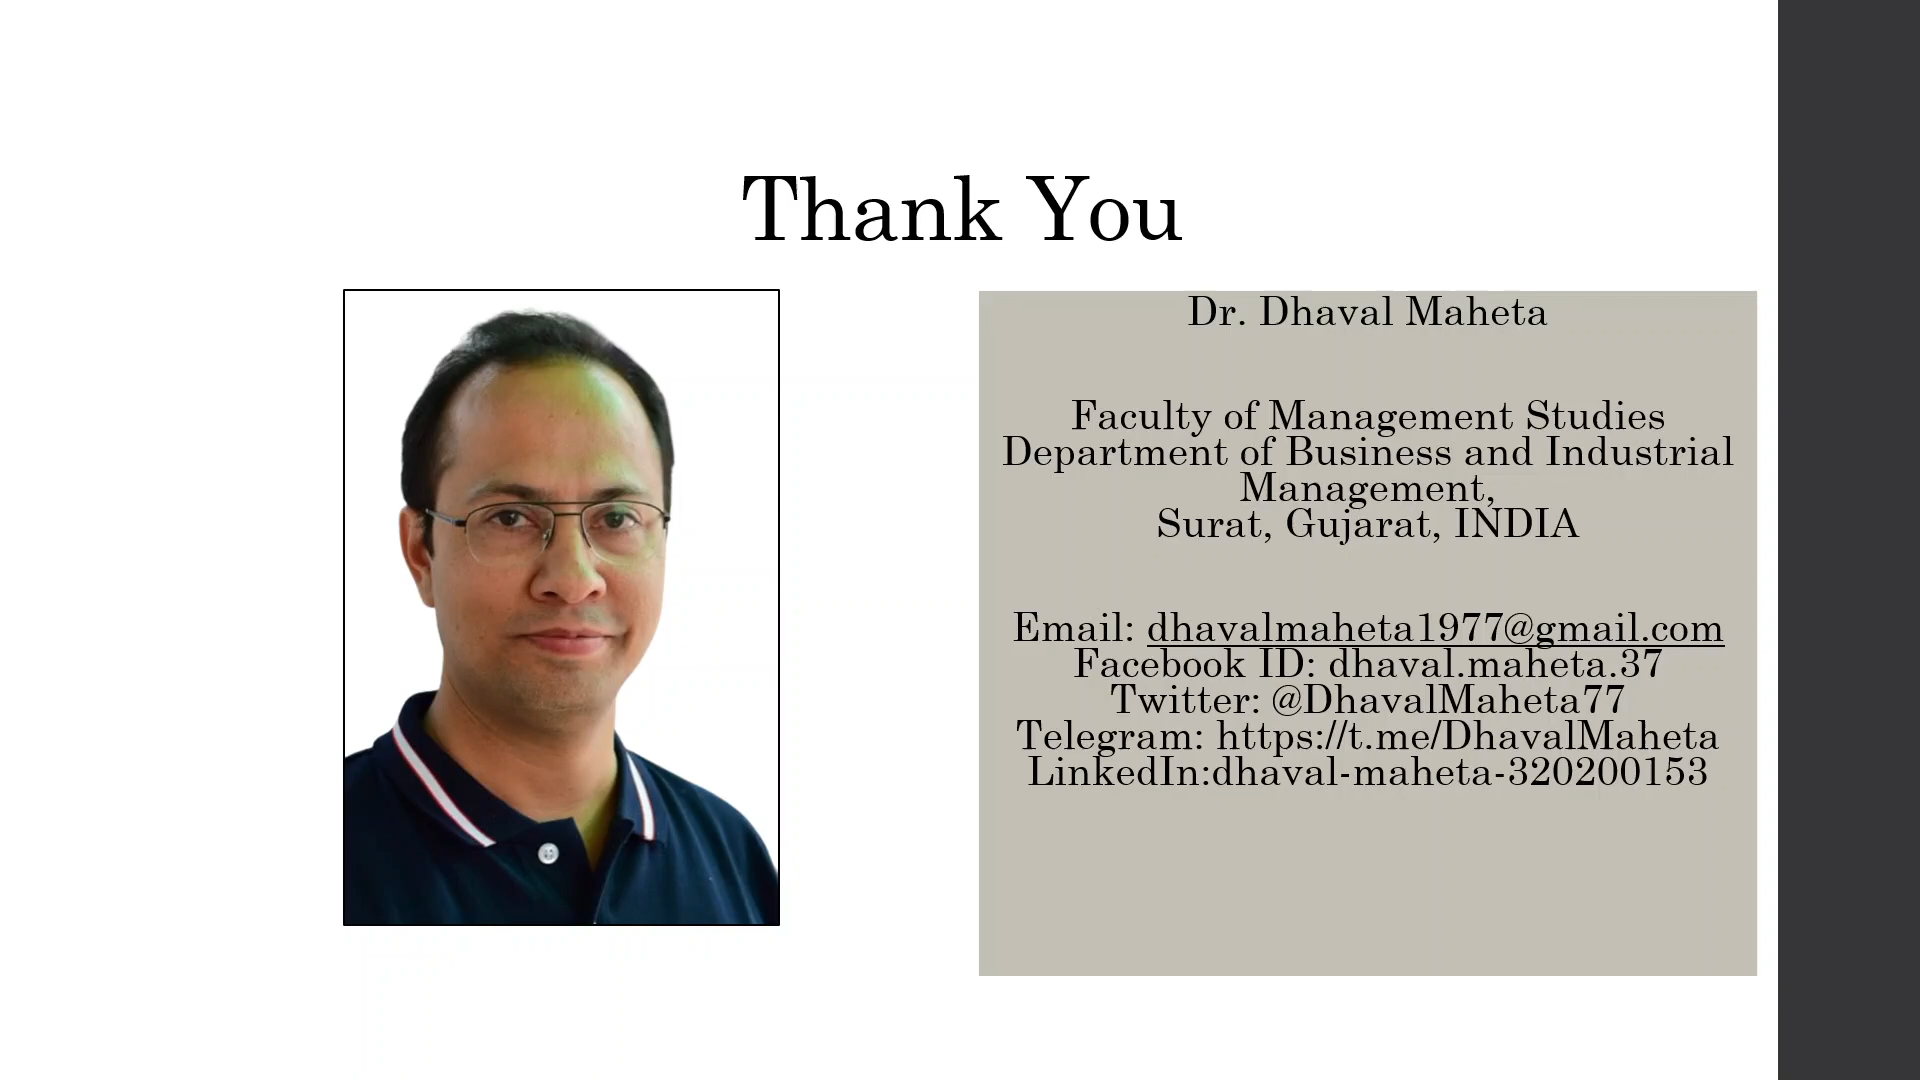 Thank You
Dr. Dhaval Maheta
Faculty of Management Studies
Department of Business and Industrial
Management,
Surat, Gujarat, INDIA
Email: dhavalmaheta1977@gmail.com
Facebook ID: dhaval.maheta.37
Twitter: @DhavalMaheta77
Telegram: https://t.me/DhavalMaheta
LinkedIn:dhaval-maheta-320200153